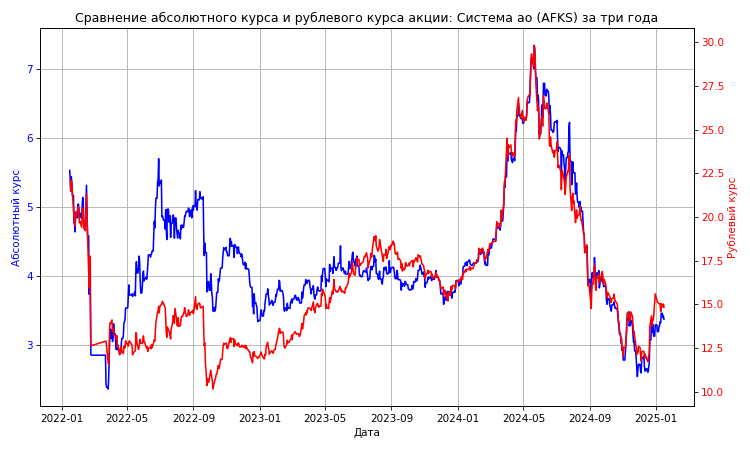 Сравнение абсолютного курса и рублевого курса акции: Система ао (AFKS) за три года
Абсолютный курс
7
6
5
4
3
30.0
27.5
25.0
22.5
20.0
17.5
15.0
12.5
10.0
Рублевый курс
2022-01 2022-05 2022-09 2023-01 2023-05 2023-09 2024-01 2024-05 2024-09 2025-01
Дата